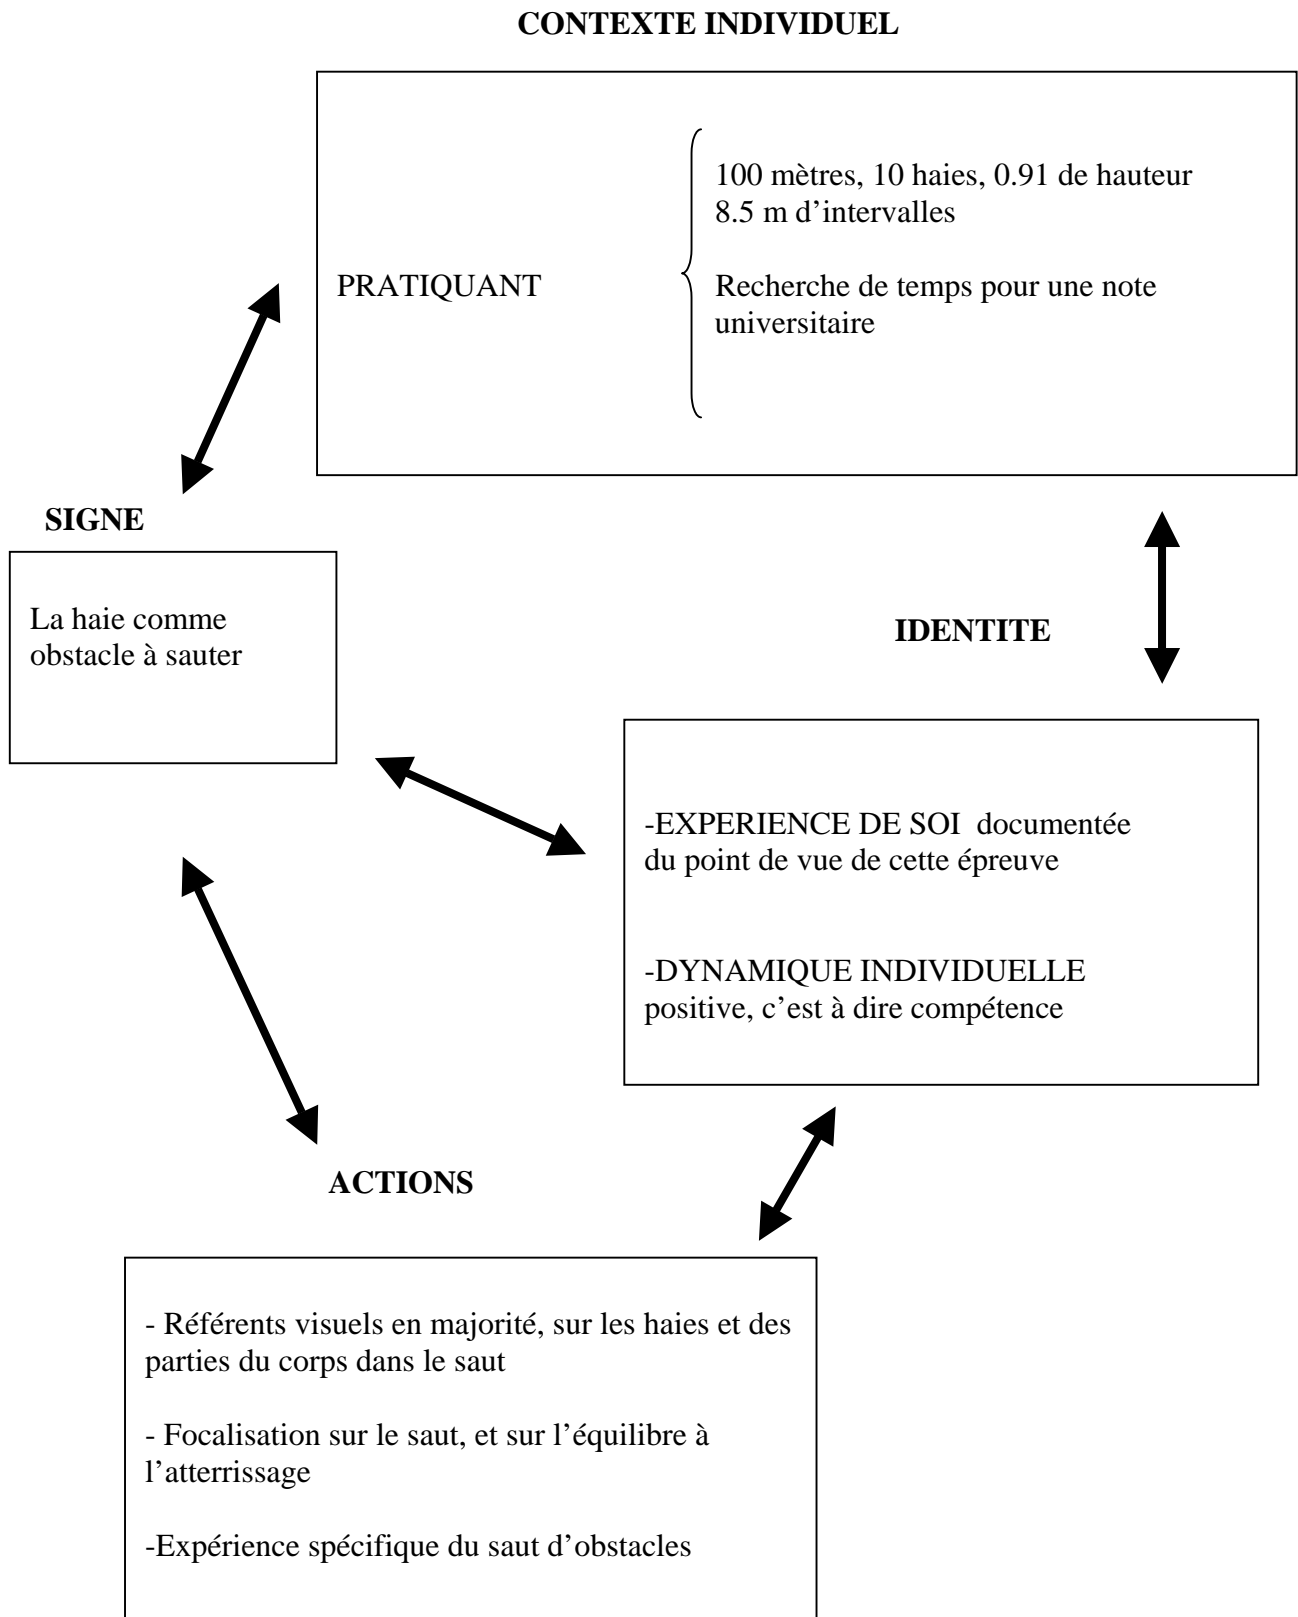 CONTEXTE INDIVIDUEL
100 mètres, 10 haies, 0.91 de hauteur
8.5 m d’intervalles
PRATIQUANT
Recherche de temps pour une note
universitaire
SIGNE
La haie comme
obstacle à sauter
IDENTITE
-EXPERIENCE DE SOI documentée
du point de vue de cette épreuve
-DYNAMIQUE INDIVIDUELLE
positive, c’est à dire compétence
ACTIONS
- Référents visuels en majorité, sur les haies et des
parties du corps dans le saut
- Focalisation sur le saut, et sur l’équilibre à
l’atterrissage
-Expérience spécifique du saut d’obstacles